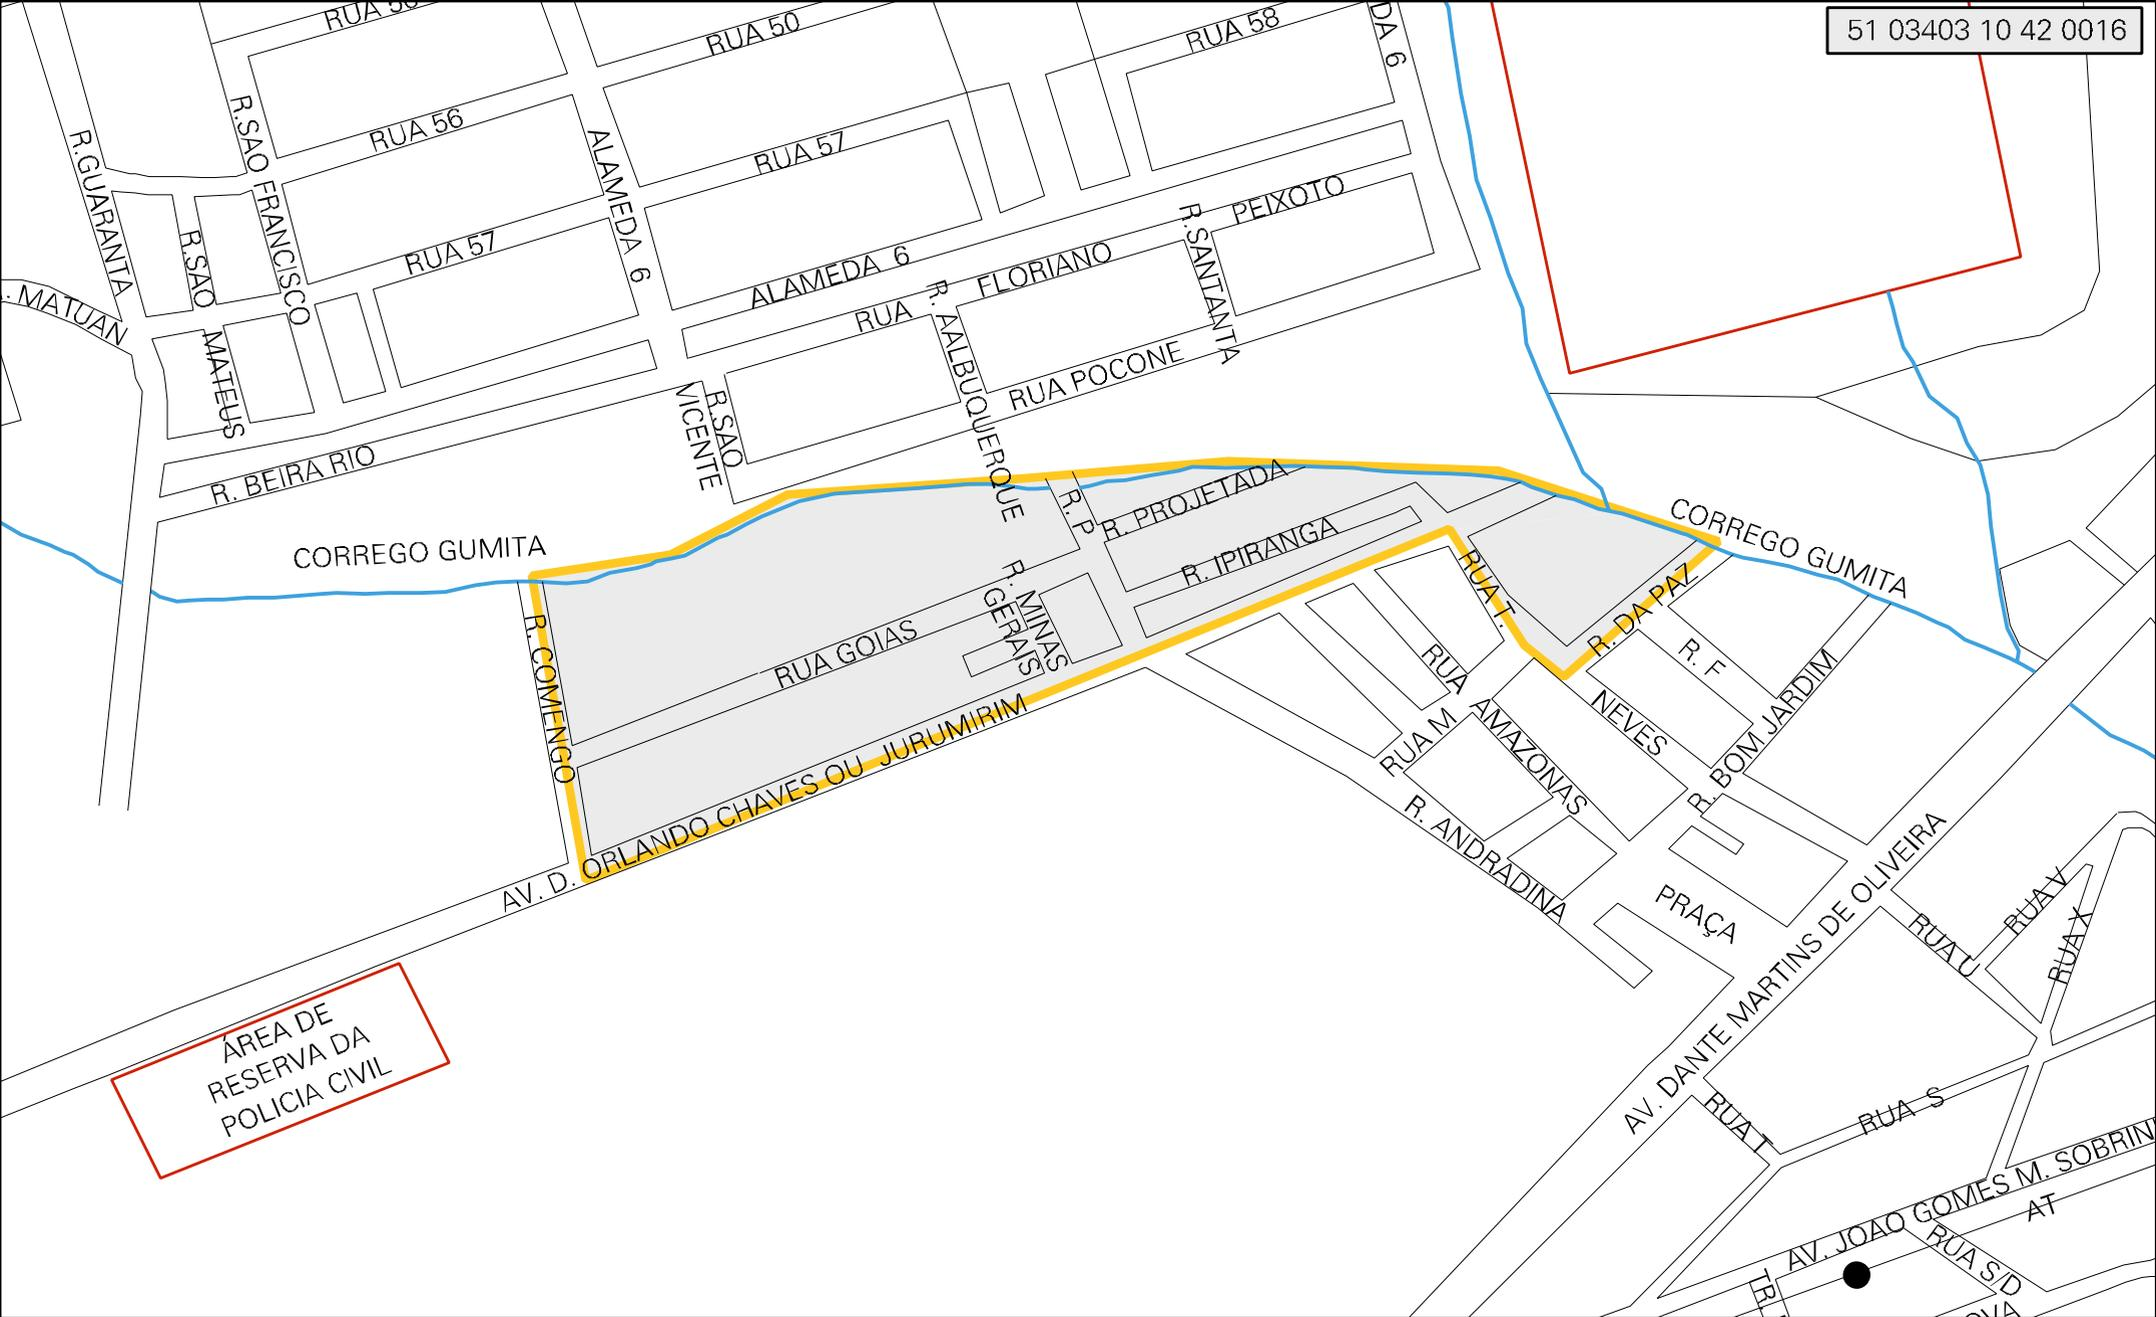 RUA 50
RUA 58
DA 6
51 03403 10 42 0016
RUA 56
RUA 57
R.GUARANTA
R.SAO FRANCISCO
ALAMEDA 6
R.SAO
MATEUS
RUA 57
ALAMEDA 6
RUA FLORIANO PEIXOTO
R.SANTANTA
R. AALBUQUERQUE
MATUAN
RUA POCONE
R.SAO
VICENTE
R. BEIRA RIO
CORREGO GUMITA
R. P
R. PROJETADA
R. IPIRANGA
CORREGO GUMITA
R. MINAS
GERAIS
RUA GOIAS
R. COMENGO
RUA T.
R. DA PAZ
R. F
NEVES
RUA AMAZONAS
RUA M
R. BOM JARDIM
R. ANDRADINA
AV. D. ORLANDO CHAVES OU JURUMIRIM
PRAÇA
AV. DANTE MARTINS DE OLIVEIRA
RUA V
RUA X
RUA U
ÁREA DE
RESERVA DA
POLICIA CIVIL
RUA T
RUA S
AV. JOAO GOMES M. SOBRIN
AT
RUA S/D
TR.
OVA